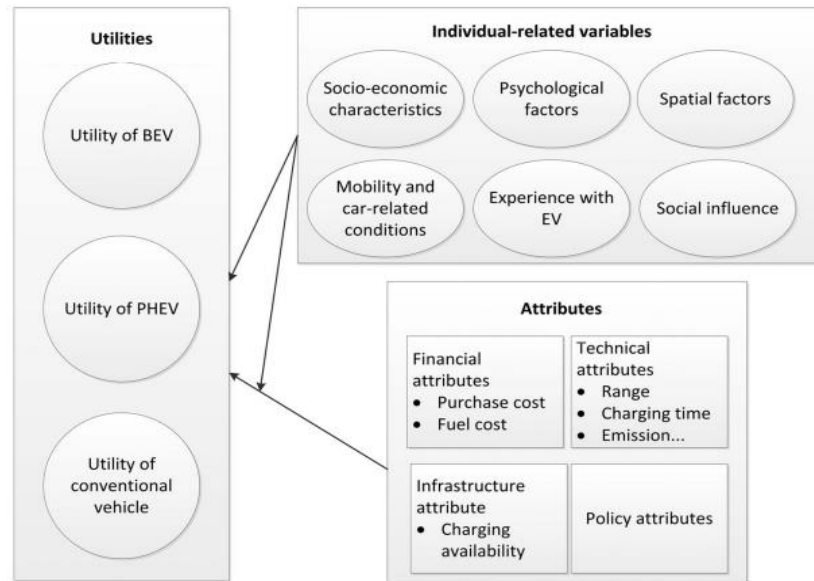 Utilities
Utility of BEV
Utility of PHEV
Utility of
conventional
vehicle
Individual-related variables
Socio-economic
characteristics
Psychological
factors
Spatial factors
Mobility and
car-related
conditions
Experience with
EV
Social influence
Attributes
Financial
attributes
• Purchase cost
• Fuel cost
Technical
attributes
• Range
• Charging time
• Emission...
Infrastructure
attribute
• Charging
availability
Policy attributes